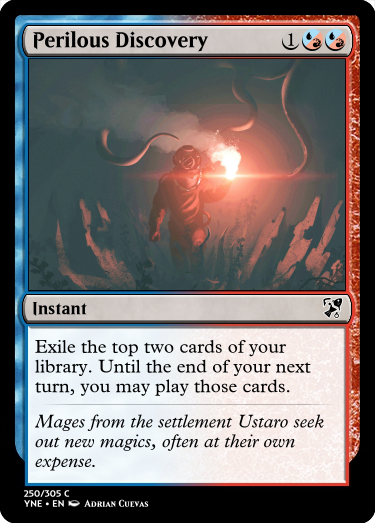 Perilous Discovery 1
Instant
Exile the top two cards of your
library. Until the end of your next
turn, you may play those cards.
Mages from the settlement Ustaro seek
out new magics, often at their own
expense.
250/305 C
YNE • EN Adrian Cuevas